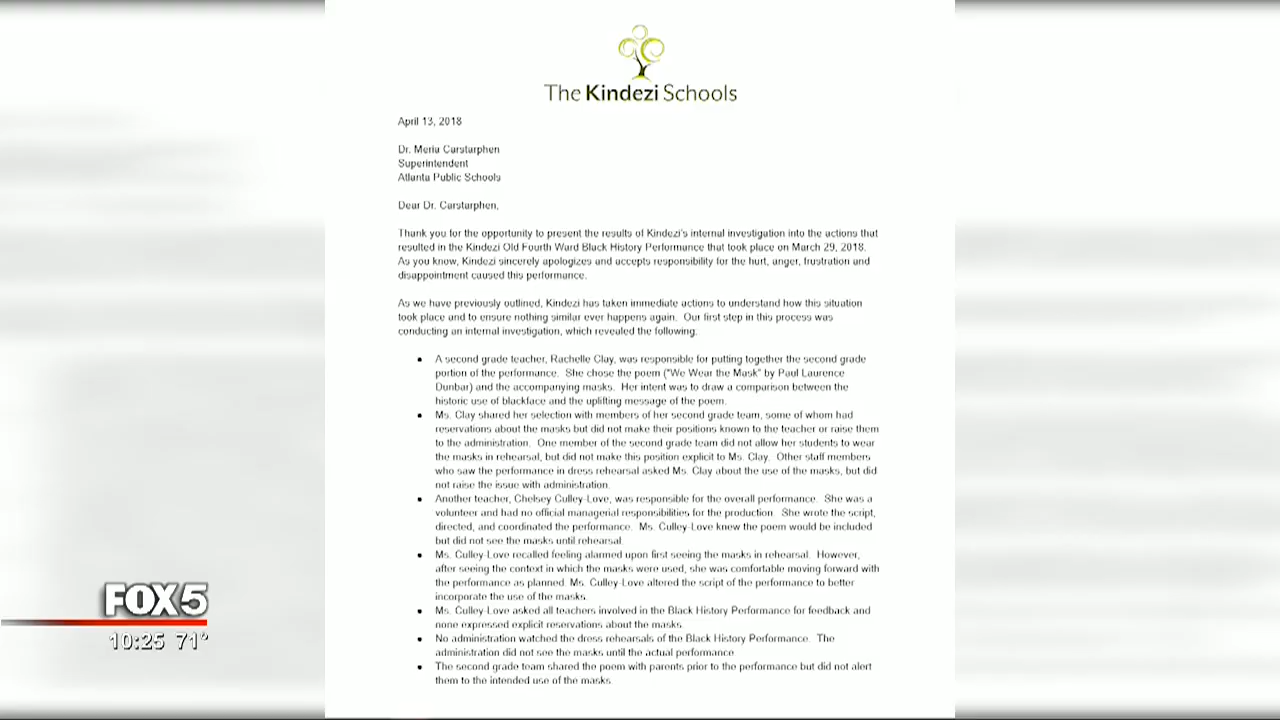 The Kindezi Schools
April 13, 2018
Dr. Meria Carstarphen
Superintendent
Atlanta Public Schools
Dear Dr. Carstarphen,
Thank you for the opportunity to present the results of Kindezi's internal investigation into the actions that
resulted in the Kindezi Old Fourth Ward Black History Performance that took place on March 29, 2018.
As you know, Kindezi sincerely apologizes and accepts responsibility for the hurt, anger, frustration and
disappointment caused this performance.
As we have previously outlined, Kindezi has taken immediate actions to understand how this situation
took place and to ensure nothing similar ever happens again. Our first step in this process was
conducting an internal investigation, which revealed the following:
• A second grade teacher, Rachelle Clay, was responsible for putting together the second grade
portion of the performance. She chose the poem ("We Wear the Mask" by Paul Laurence
Dunbar) and the accompanying masks. Her intent was to draw a comparison between the
historic use of blackface and the uplifting message of the poem.
• Ms. Clay shared her selection with members of her second grade team, some of whom had
reservations about the masks but did not make their positions known to the teacher or raise them
to the administration. One member of the second grade team did not allow her students to wear
the masks in rehearsal, but did not make this position explicit to Ms. Clay. Other staff members
who saw the performance in dress rehearsal asked Ms. Clay about the use of the masks, but did
not raise the issue with administration.
• Another teacher, Chelsey Culley-Love, was responsible for the overall performance. She was a
volunteer and had no official managerial responsibilities for the production. She wrote the script,
directed, and coordinated the performance. Ms. Culley-Love knew the poem would be included
but did not see the masks until rehearsal.
• Ms. Culley-Love recalled feeling alarmed upon first seeing the masks in rehearsal. However,
after seeing the context in which the masks were used, she was comfortable moving forward with
the performance as planned. Ms. Culley-Love altered the script of the performance to better
incorporate the use of the masks.
• Ms. Culley-Love asked all teachers involved in the Black History Performance for feedback and
none expressed explicit reservations about the masks.
• No administration watched the dress rehearsals of the Black History Performance. The
administration did not see the masks until the actual performance.
• The second grade team shared the poem with parents prior to the performance but did not alert
them to the intended use of the masks.
FOX 5
10:25 71°